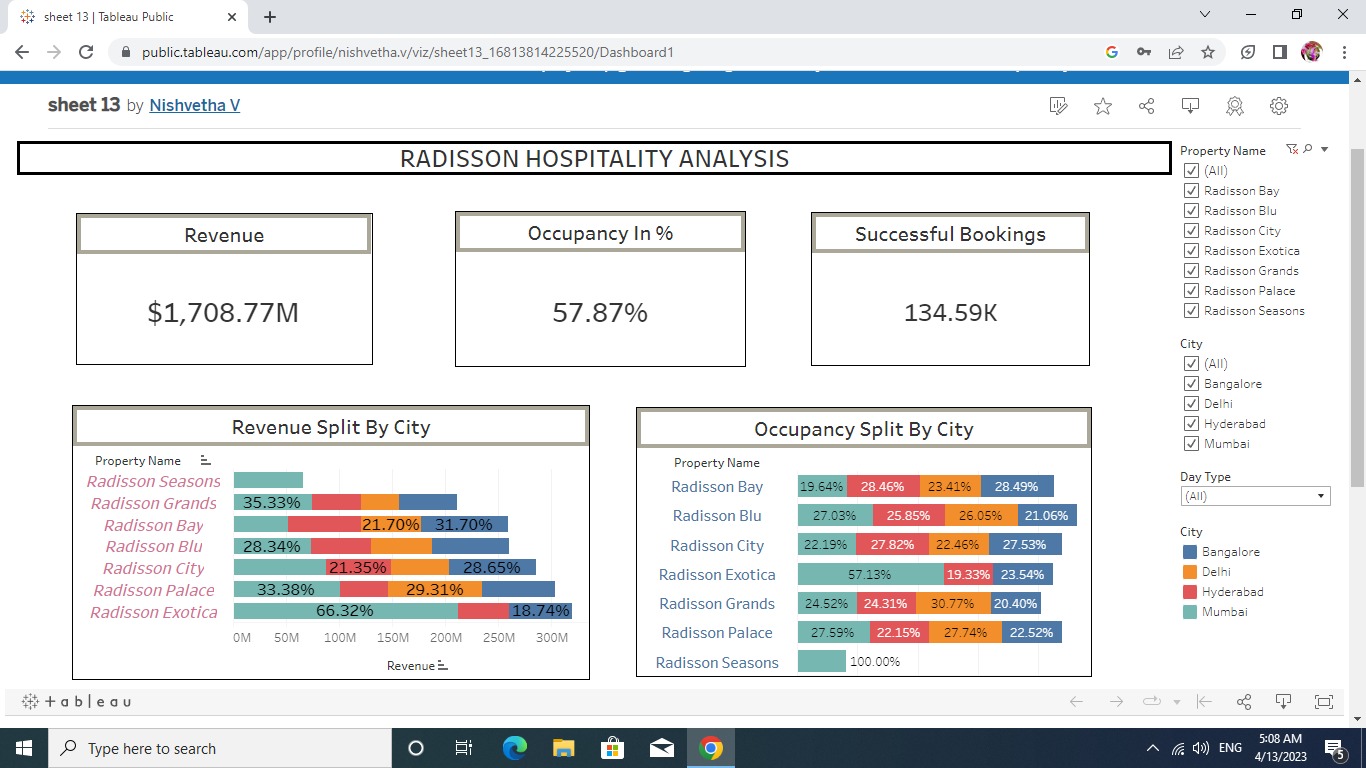 sheet 13 | Tableau Public
public.tableau.com/app/profile/nishvetha.v/viz/sheet13_16813814225520/Dashboard1
sheet 13 by Nishvetha V
RADISSON HOSPITALITY ANALYSIS
Revenue
$1,708.77M
Occupancy In %
57.87%
Successful Bookings
134.59K
Revenue Split By City
Property Name
Radisson Seasons
Radisson Grands 35.33%
Radisson Bay 21.70% 31.70%
Radisson Blu 28.34%
Radisson City 21.35% 28.65%
Radisson Palace 33.38% 29.31%
Radisson Exotica 66.32% 18.74%
0M 50M 100M 150M 200M 250M 300M
Revenue
Occupancy Split By City
Property Name
Radisson Bay 19.64% 28.46% 23.41% 28.49%
Radisson Blu 27.03% 25.85% 26.05% 21.06%
Radisson City 22.19% 27.82% 22.46% 27.53%
Radisson Exotica 57.13% 19.33% 23.54%
Radisson Grands 24.52% 24.31% 30.77% 20.40%
Radisson Palace 27.59% 22.15% 27.74% 22.52%
Radisson Seasons 100.00%
Property Name
(All)
Radisson Bay
Radisson Blu
Radisson City
Radisson Exotica
Radisson Grands
Radisson Palace
Radisson Seasons
City
(All)
Bangalore
Delhi
Hyderabad
Mumbai
Day Type
(All)
City
Bangalore
Delhi
Hyderabad
Mumbai
tableau
Type here to search
ENG
5:08 AM
4/13/2023
5